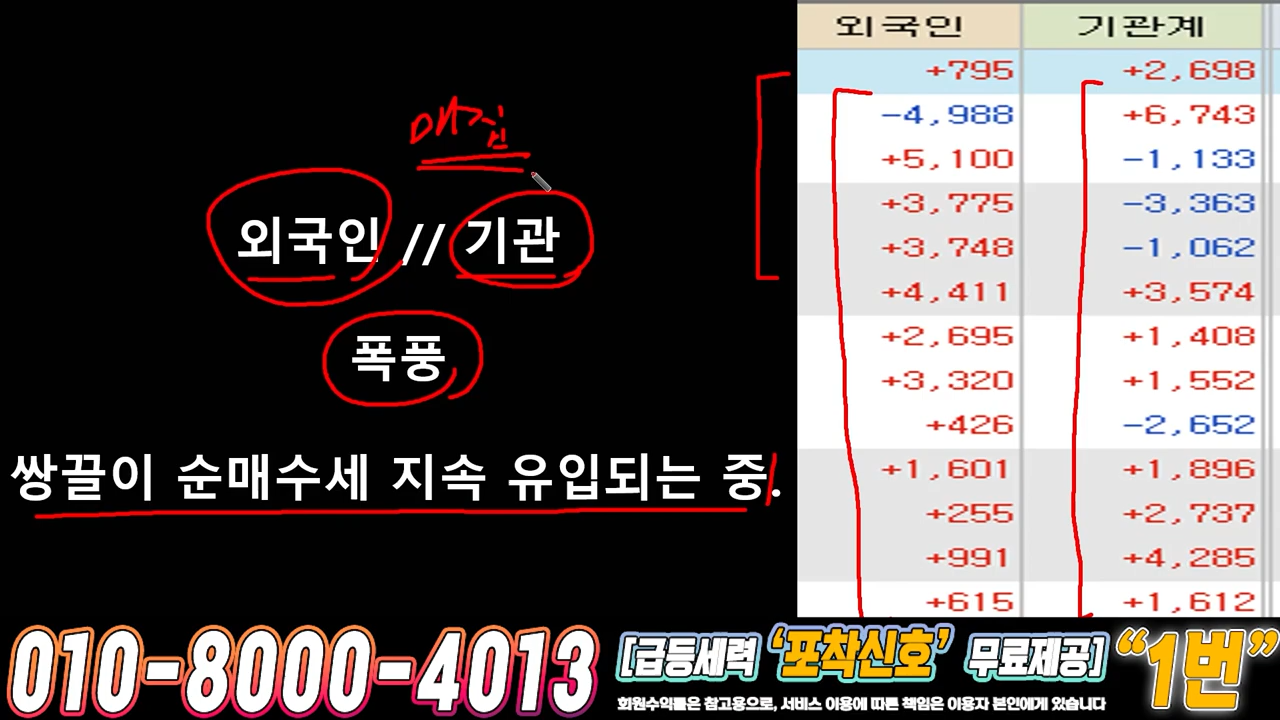 매집
외국인 // 기관
폭풍
쌍끌이 순매수세 지속 유입되는 중.
외국인 기관계
+795 +2,698
-4,988 +6,743
+5,100 -1,133
+3,775 -3,363
+3,748 -1,062
+4,411 +3,574
+2,695 +1,408
+3,320 +1,552
+426 -2,652
+1,601 +1,896
+255 +2,737
+991 +4,285
+615 +1,612
010-8000-4013
[급등세력 '포착신호' 무료제공] "1번"
회원수익률은 참고용으로, 서비스 이용에 따른 책임은 이용자 본인에게 있습니다